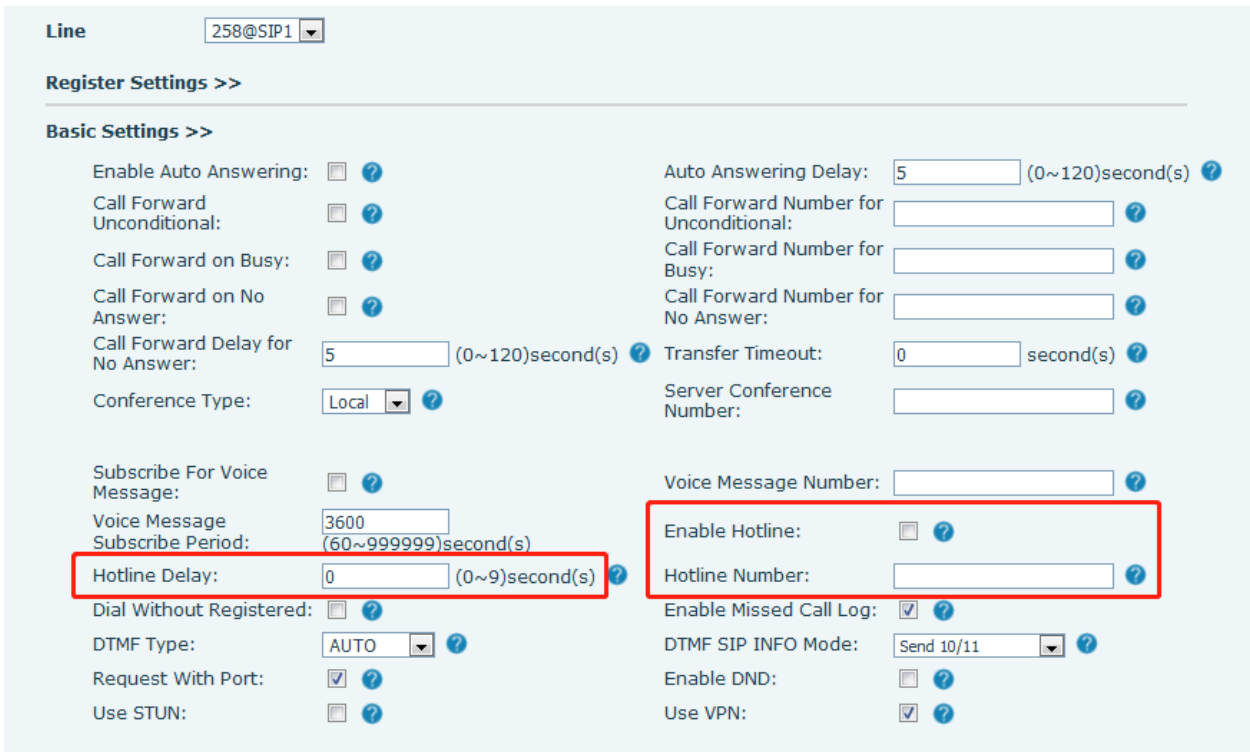 Line 258@SIP1
Register Settings >>
Basic Settings >>
Enable Auto Answering: ? Auto Answering Delay: 5 (0~120)second(s) ?
Call Forward
Unconditional: ? Call Forward Number for
Unconditional: ?
Call Forward on Busy: ? Call Forward Number for
Busy: ?
Call Forward on No
Answer: ? Call Forward Number for
No Answer: ?
Call Forward Delay for
No Answer: 5 (0~120)second(s) ? Transfer Timeout: 0 second(s) ?
Conference Type: Local ? Server Conference
Number: ?
Subscribe For Voice
Message: ? Voice Message Number: ?
Voice Message
Subscribe Period: 3600
(60~999999)second(s) Enable Hotline: ?
Hotline Delay: 0 (0~9)second(s) ? Hotline Number: ?
Dial Without Registered: ? Enable Missed Call Log: ?
DTMF Type: AUTO ? DTMF SIP INFO Mode: Send 10/11 ?
Request With Port: ? Enable DND: ?
Use STUN: ? Use VPN: ?